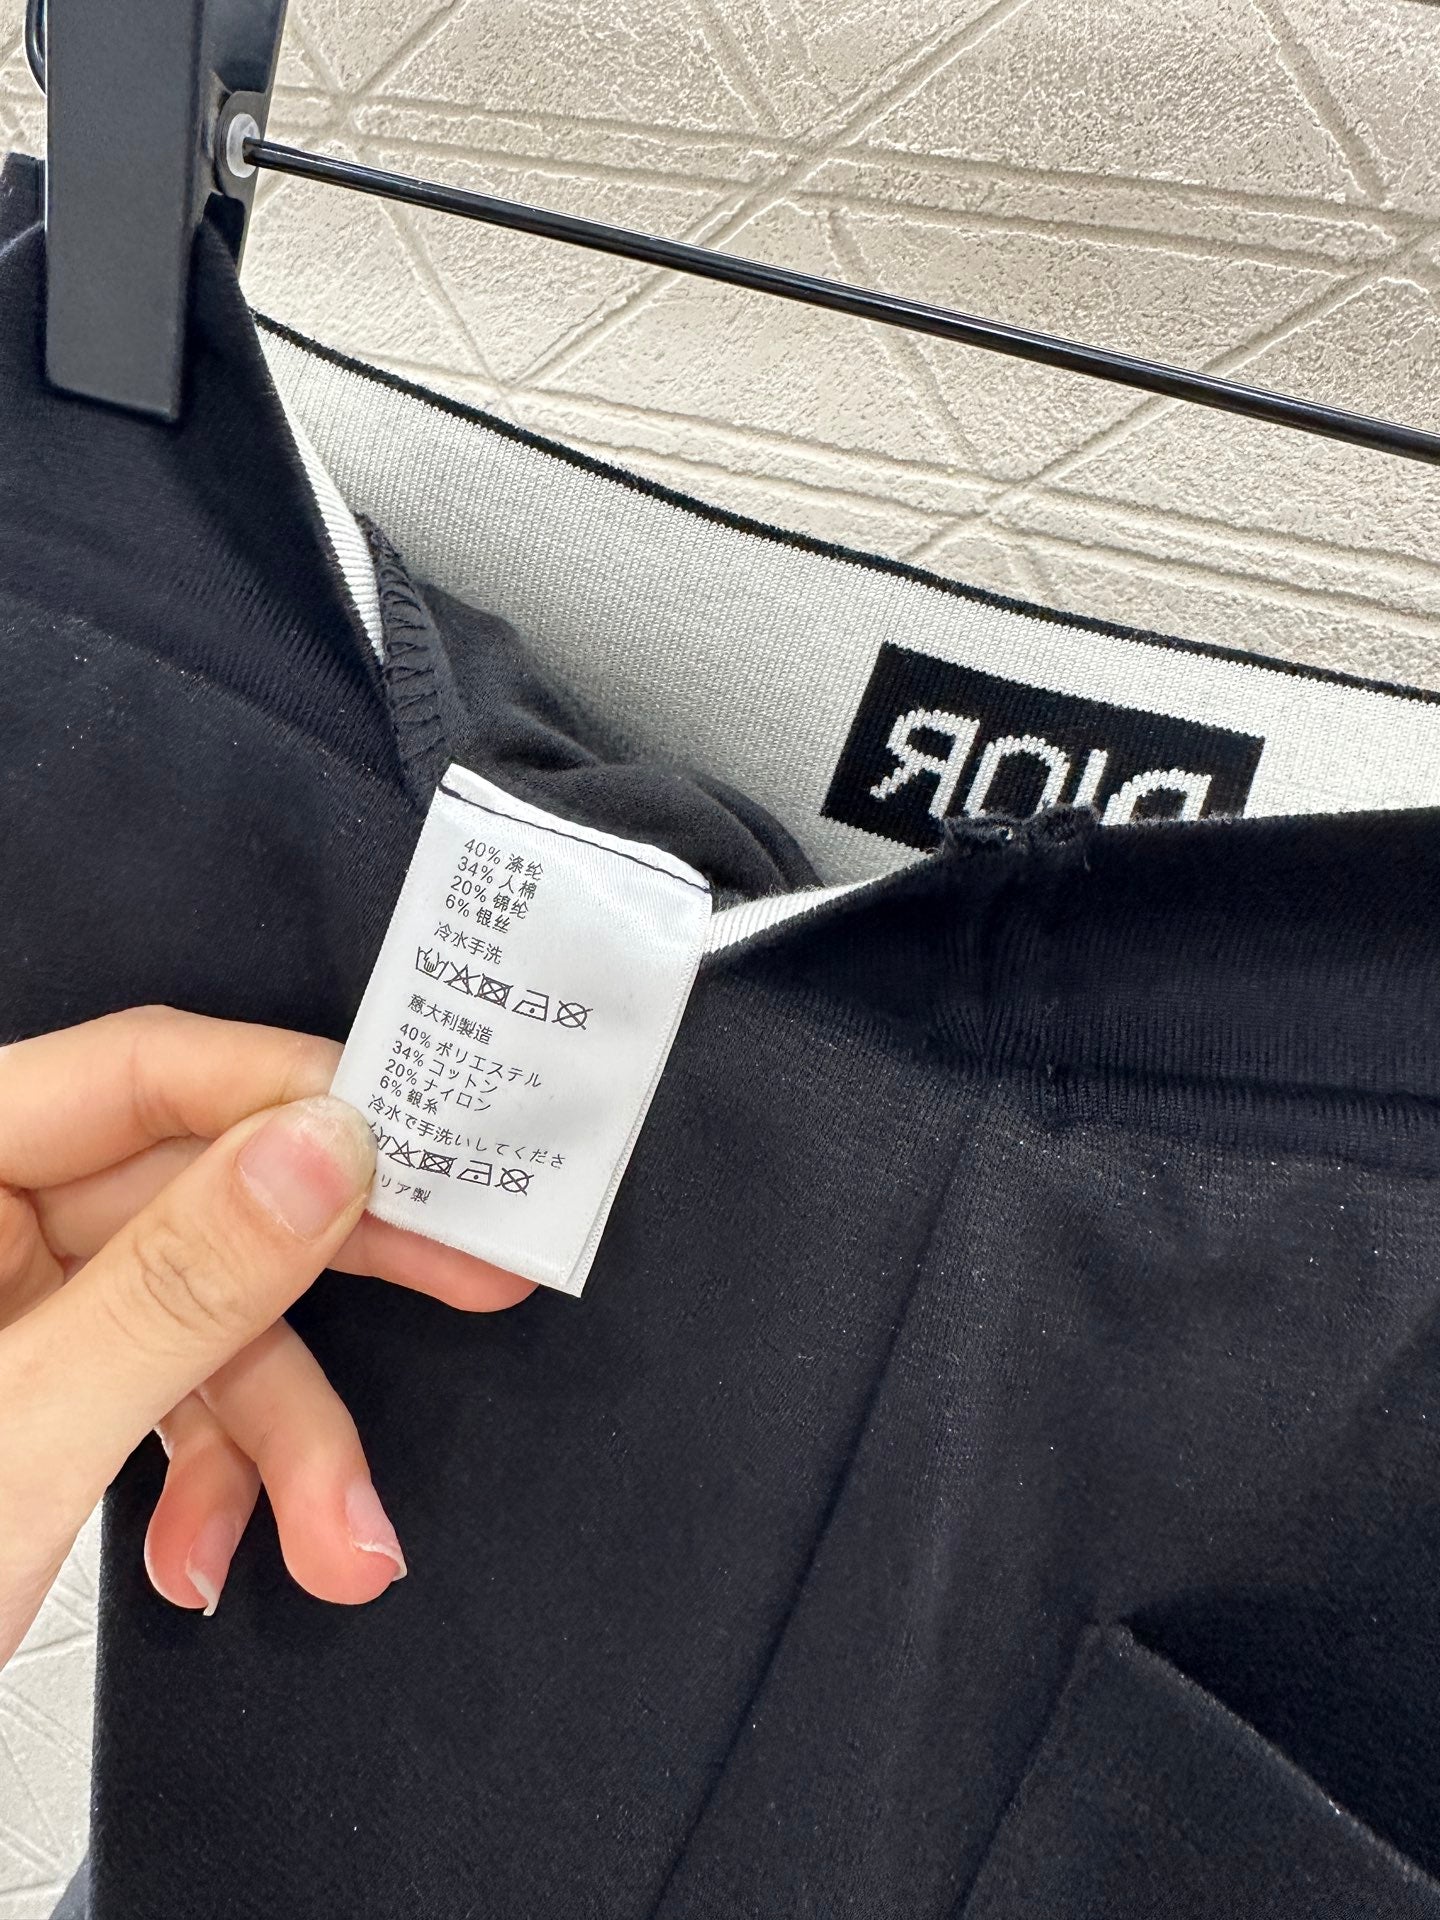 DIOR
40% 涤纶
34% 人棉
20% 锦纶
6% 银丝
冷水手洗
意大利製造
40% ポリエステル
34% コットン
20% ナイロン
6% 銀糸
冷水で手洗いしてくださ
リア製